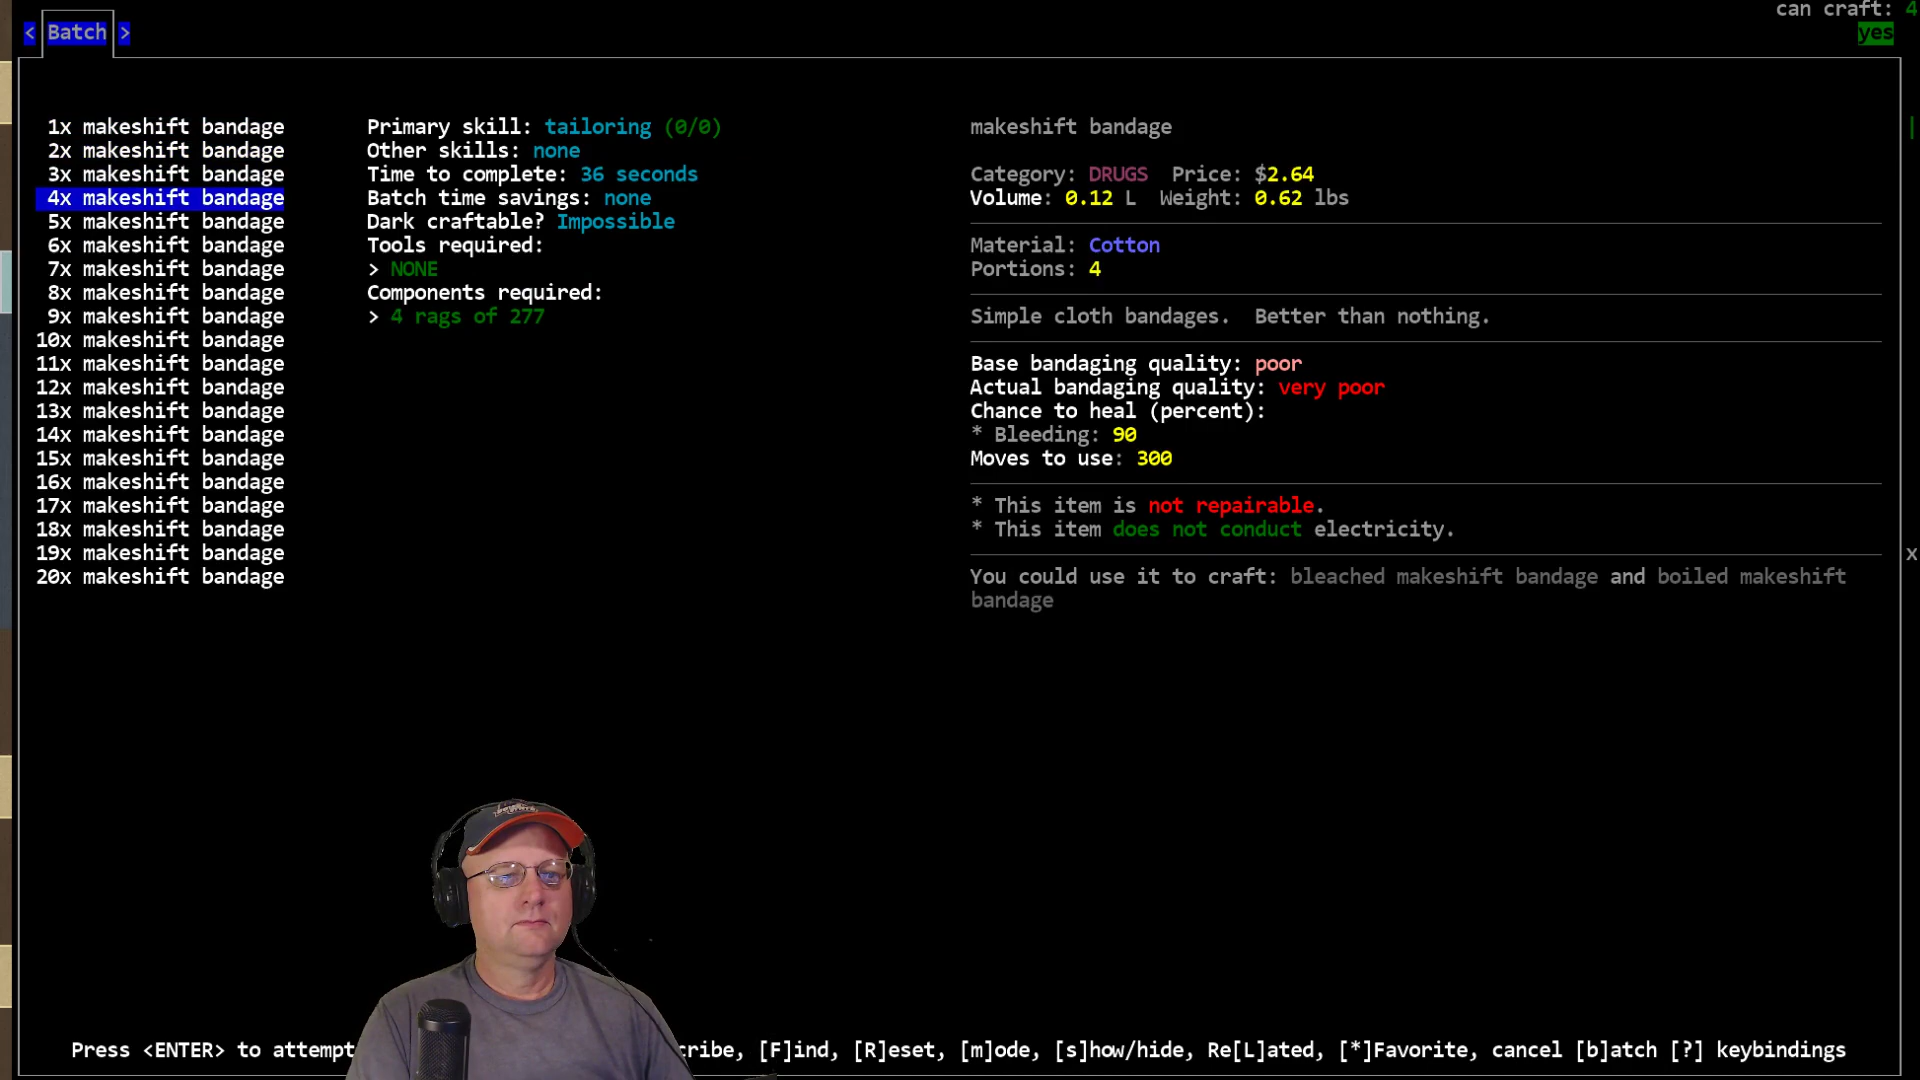 can craft: 4
< Batch >
yes
1x makeshift bandage
2x makeshift bandage
3x makeshift bandage
4x makeshift bandage
5x makeshift bandage
6x makeshift bandage
7x makeshift bandage
8x makeshift bandage
9x makeshift bandage
10x makeshift bandage
11x makeshift bandage
12x makeshift bandage
13x makeshift bandage
14x makeshift bandage
15x makeshift bandage
16x makeshift bandage
17x makeshift bandage
18x makeshift bandage
19x makeshift bandage
20x makeshift bandage
Primary skill: tailoring (0/0)
Other skills: none
Time to complete: 36 seconds
Batch time savings: none
Dark craftable? Impossible
Tools required:
> NONE
Components required:
> 4 rags of 277
makeshift bandage
Category: DRUGS Price: $2.64
Volume: 0.12 L Weight: 0.62 lbs
Material: Cotton
Portions: 4
Simple cloth bandages. Better than nothing.
Base bandaging quality: poor
Actual bandaging quality: very poor
Chance to heal (percent):
* Bleeding: 90
Moves to use: 300
* This item is not repairable.
* This item does not conduct electricity.
x
You could use it to craft: bleached makeshift bandage and boiled makeshift
bandage
Press <ENTER> to attempt cribe, [F]ind, [R]eset, [m]ode, [s]how/hide, Re[L]ated, [*]Favorite, cancel [b]atch [?] keybindings